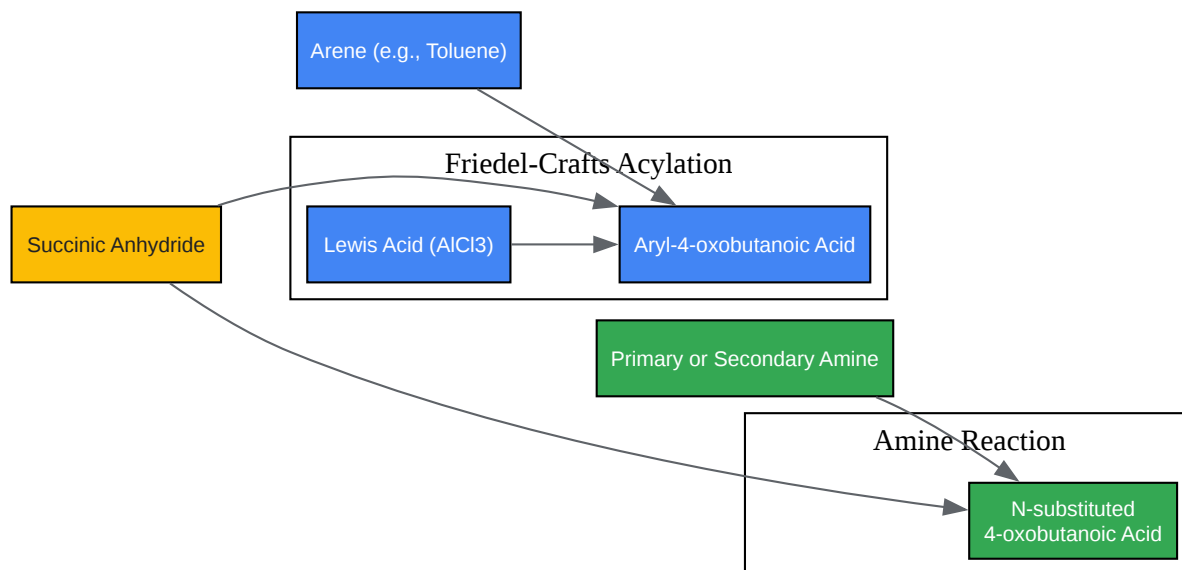 Arene (e.g., Toluene)
Friedel-Crafts Acylation
Succinic Anhydride
Lewis Acid (AlCl3)
Aryl-4-oxobutanoic Acid
Primary or Secondary Amine
Amine Reaction
N-substituted
4-oxobutanoic Acid